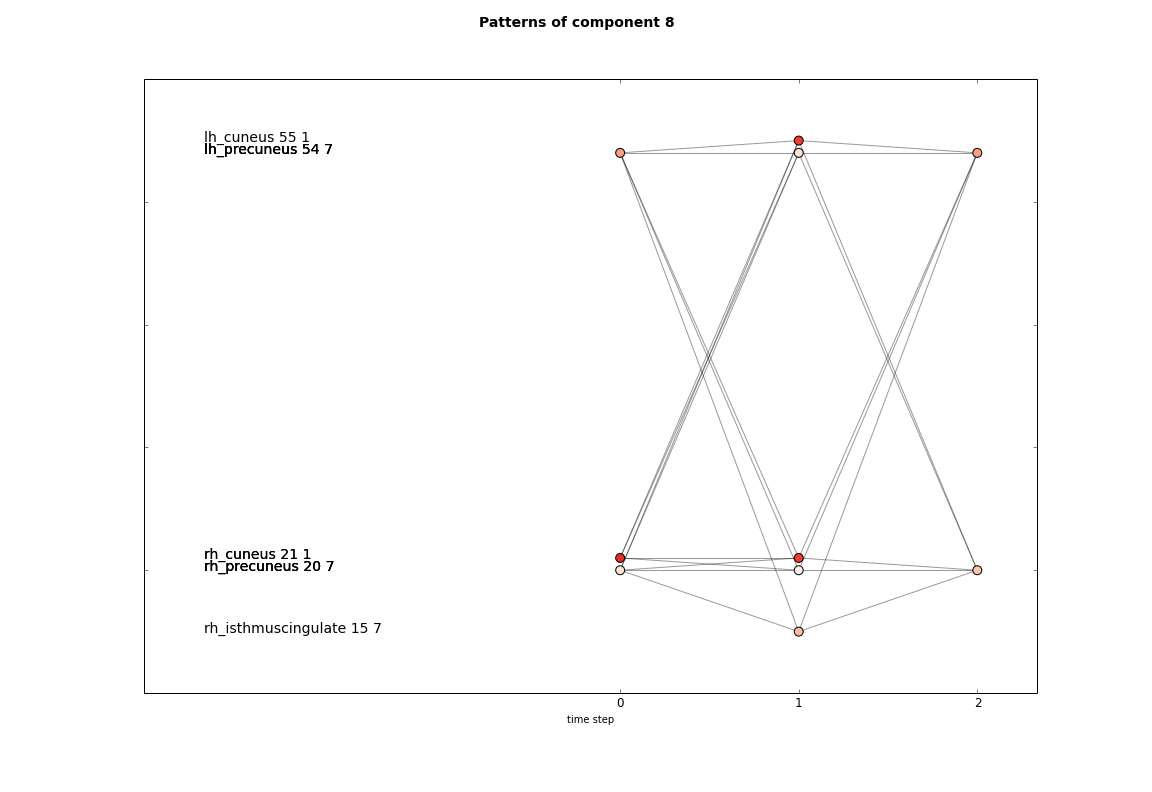 Patterns of component 8
lh_cuneus 55 1
lh_precuneus 54 7
rh_cuneus 21 1
rh_precuneus 20 7
rh_isthmuscingulate 15 7
0 1 2
time step